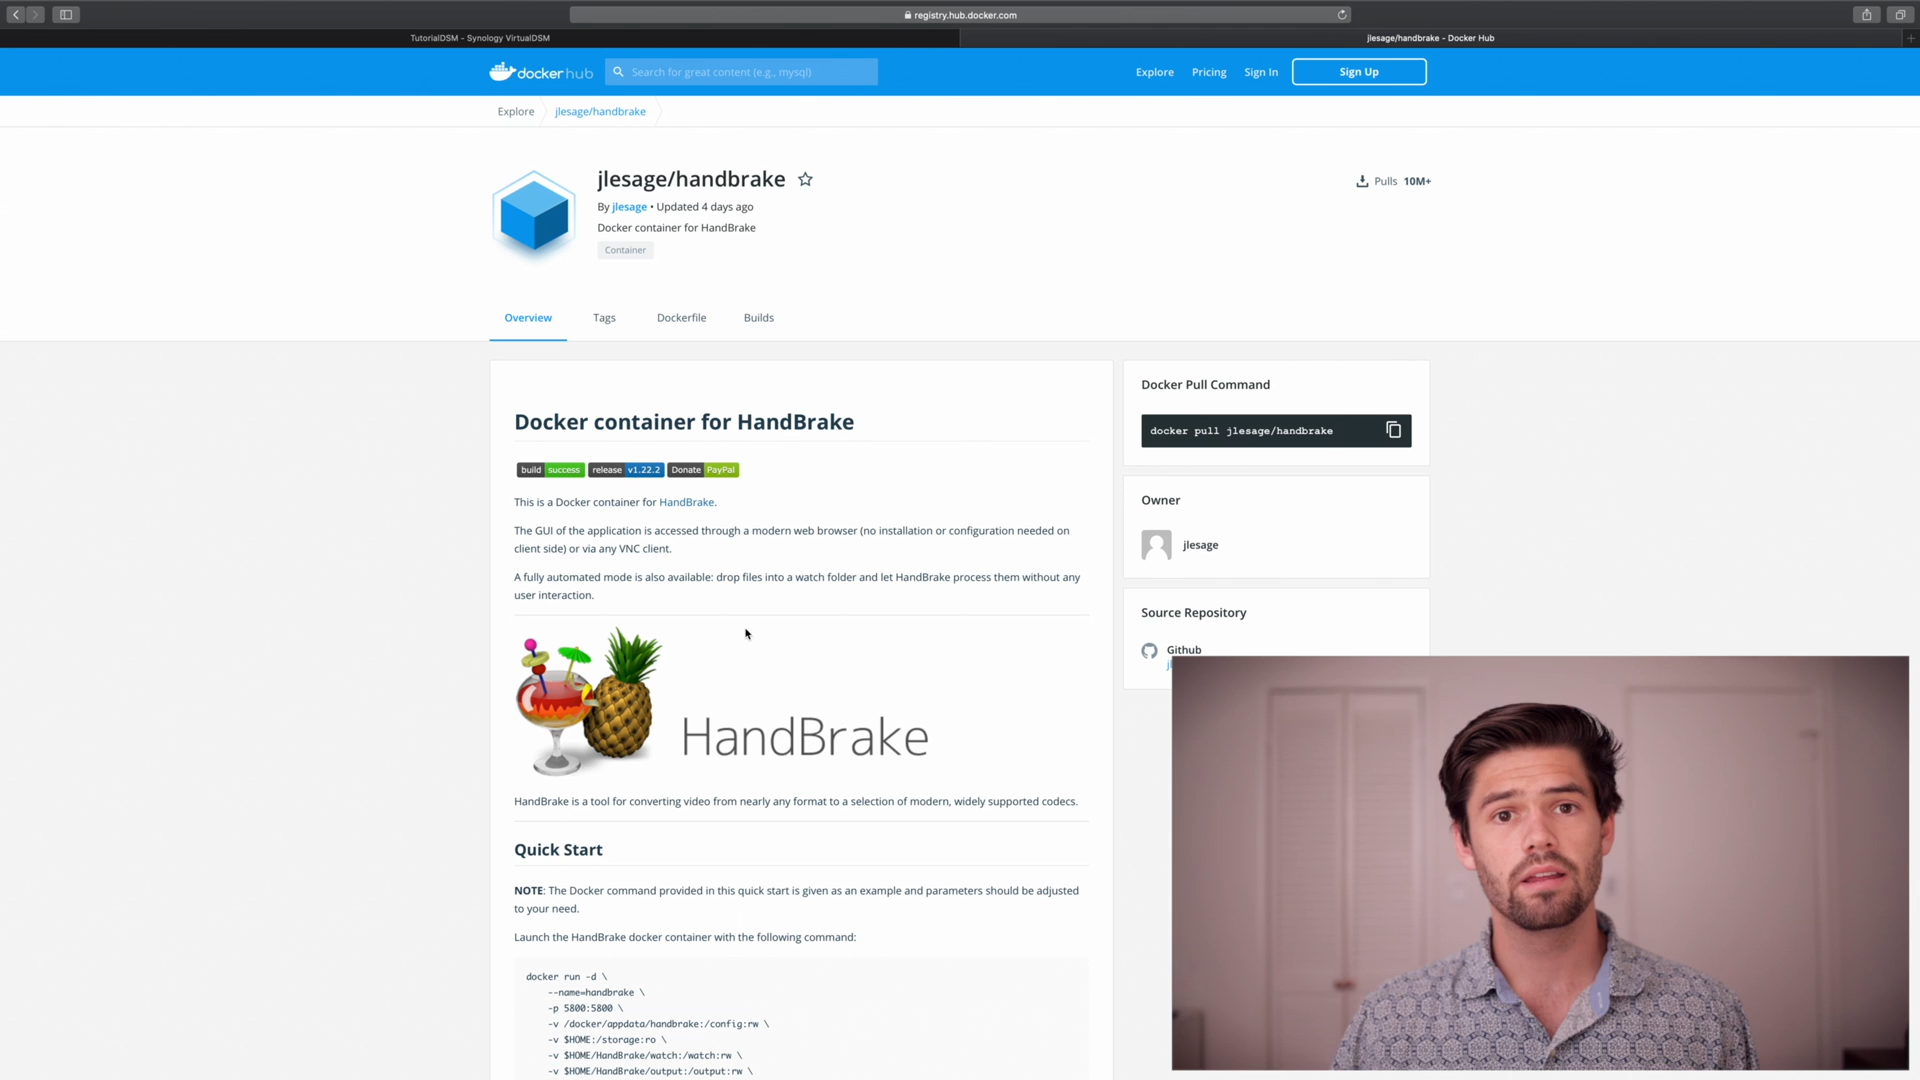 registry.hub.docker.com
TutorialDSM - Synology VirtualDSM
jlesage/handbrake - Docker Hub
docker hub
Search for great content (e.g., mysql)
Explore
Pricing
Sign In
Sign Up
Explore
jlesage/handbrake
jlesage/handbrake
Pulls 10M+
By jlesage • Updated 4 days ago
Docker container for HandBrake
Container
Overview
Tags
Dockerfile
Builds
Docker container for HandBrake
build success release v1.22.2 Donate PayPal
This is a Docker container for HandBrake.
The GUI of the application is accessed through a modern web browser (no installation or configuration needed on
client side) or via any VNC client.
A fully automated mode is also available: drop files into a watch folder and let HandBrake process them without any
user interaction.
HandBrake
HandBrake is a tool for converting video from nearly any format to a selection of modern, widely supported codecs.
Quick Start
NOTE: The Docker command provided in this quick start is given as an example and parameters should be adjusted
to your need.
Launch the HandBrake docker container with the following command:
docker run -d \
--name=handbrake \
-p 5800:5800 \
-v /docker/appdata/handbrake:/config:rw \
-v $HOME:/storage:ro \
-v $HOME/HandBrake/watch:/watch:rw \
-v $HOME/HandBrake/output:/output:rw \
Docker Pull Command
docker pull jlesage/handbrake
Owner
jlesage
Source Repository
Github